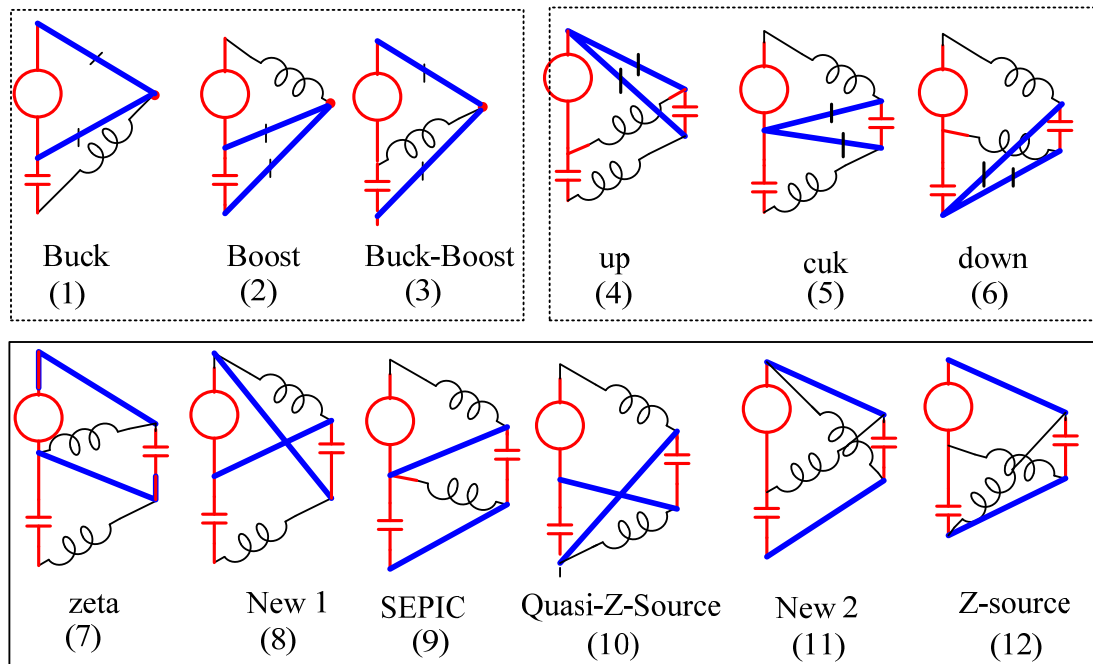 Buck
(1)
Boost
(2)
Buck-Boost
(3)
up
(4)
cuk
(5)
down
(6)
zeta
(7)
New 1
(8)
SEPIC
(9)
Quasi-Z-Source
(10)
New 2
(11)
Z-source
(12)